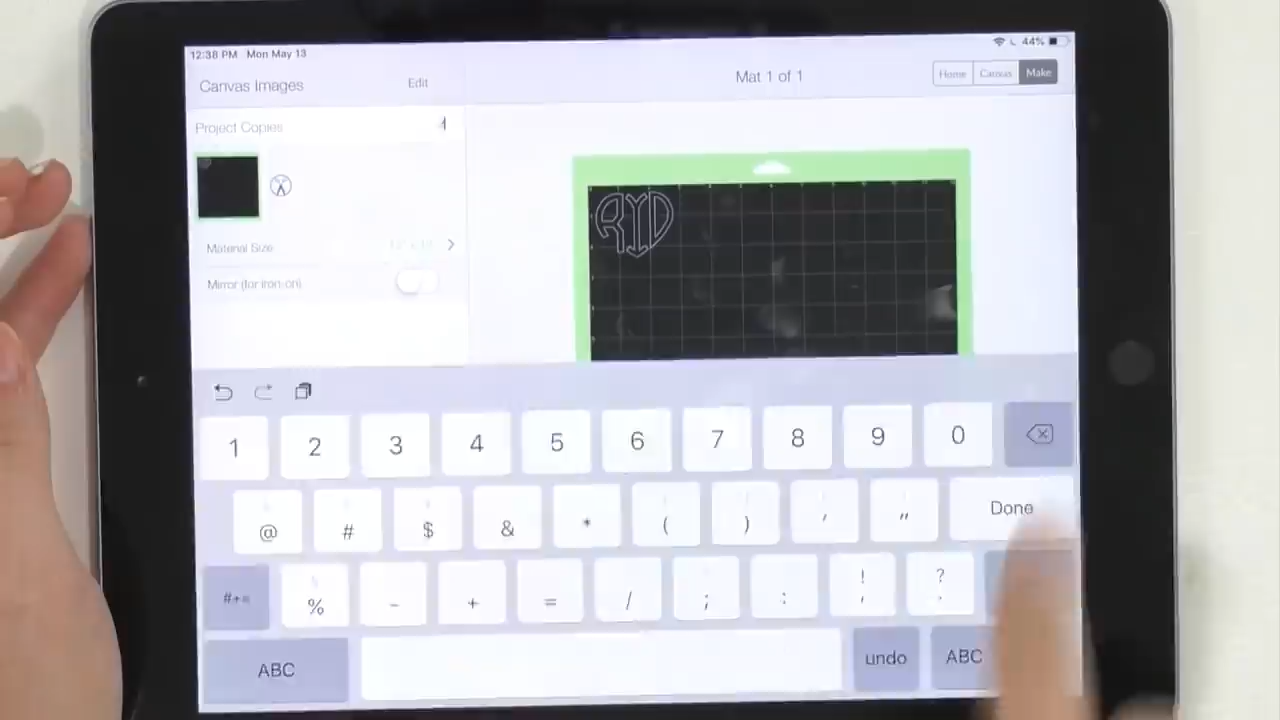 12:38 PM Mon May 13
44%
Canvas Images Edit
Mat 1 of 1
Home Canvas Make
Project Copies
Material Size
Mirror (for iron-on)
RYD
1 2 3 4 5 6 7 8 9 0
@ # $ & * ( ) ' "
Done
#+= % - + = / ; : ! , ? .
ABC undo ABC